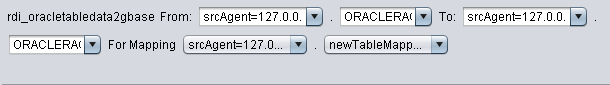 rdi_oracletabledata2gbase From: srcAgent=127.0.0. . ORACLERA( To: srcAgent=127.0.0. .
ORACLERA( For Mapping srcAgent=127.0... . newTableMapp...